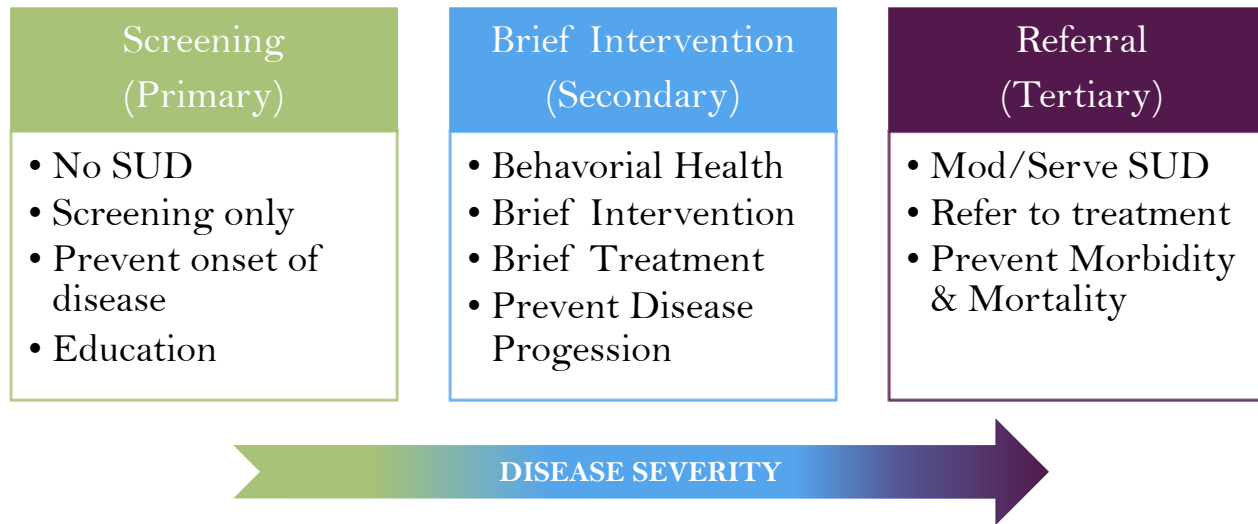 Screening
(Primary)
• No SUD
• Screening only
• Prevent onset of
disease
• Education
Brief Intervention
(Secondary)
• Behavorial Health
• Brief Intervention
• Brief Treatment
• Prevent Disease
Progession
Referral
(Tertiary)
• Mod/Serve SUD
• Refer to treatment
• Prevent Morbidity
& Mortality
DISEASE SEVERITY